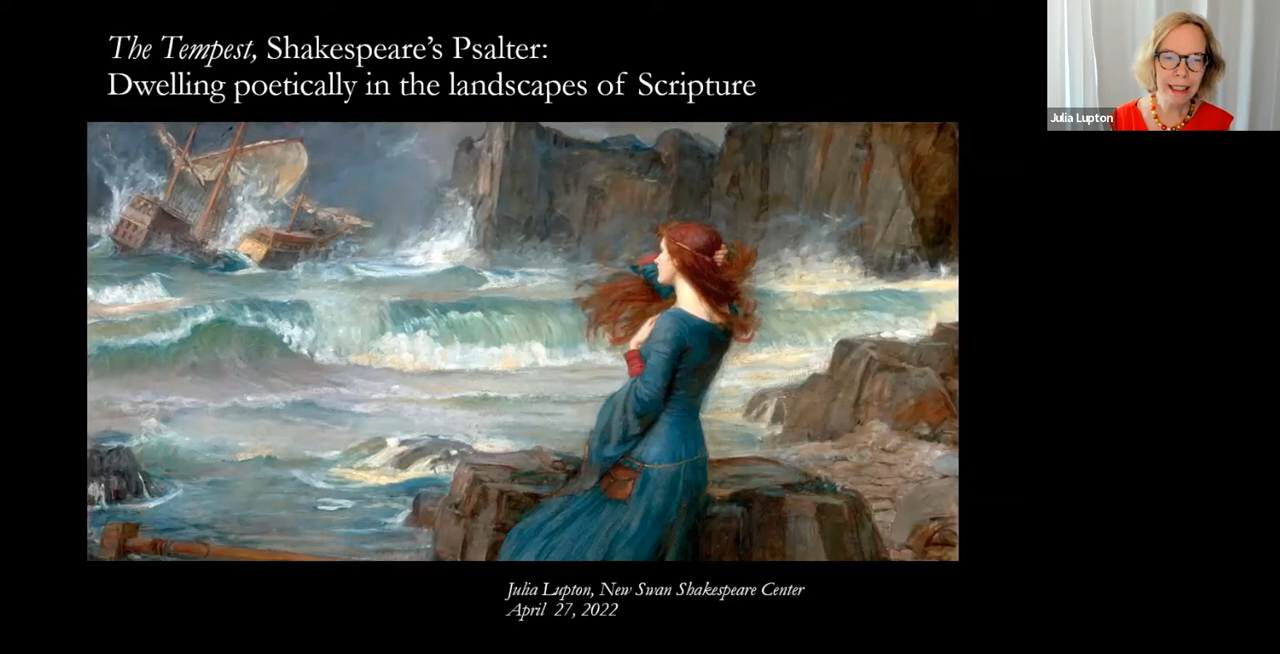 The Tempest, Shakespeare's Psalter:
Dwelling poetically in the landscapes of Scripture
Julia Lupton
Julia Lupton, New Swan Shakespeare Center
April 27, 2022